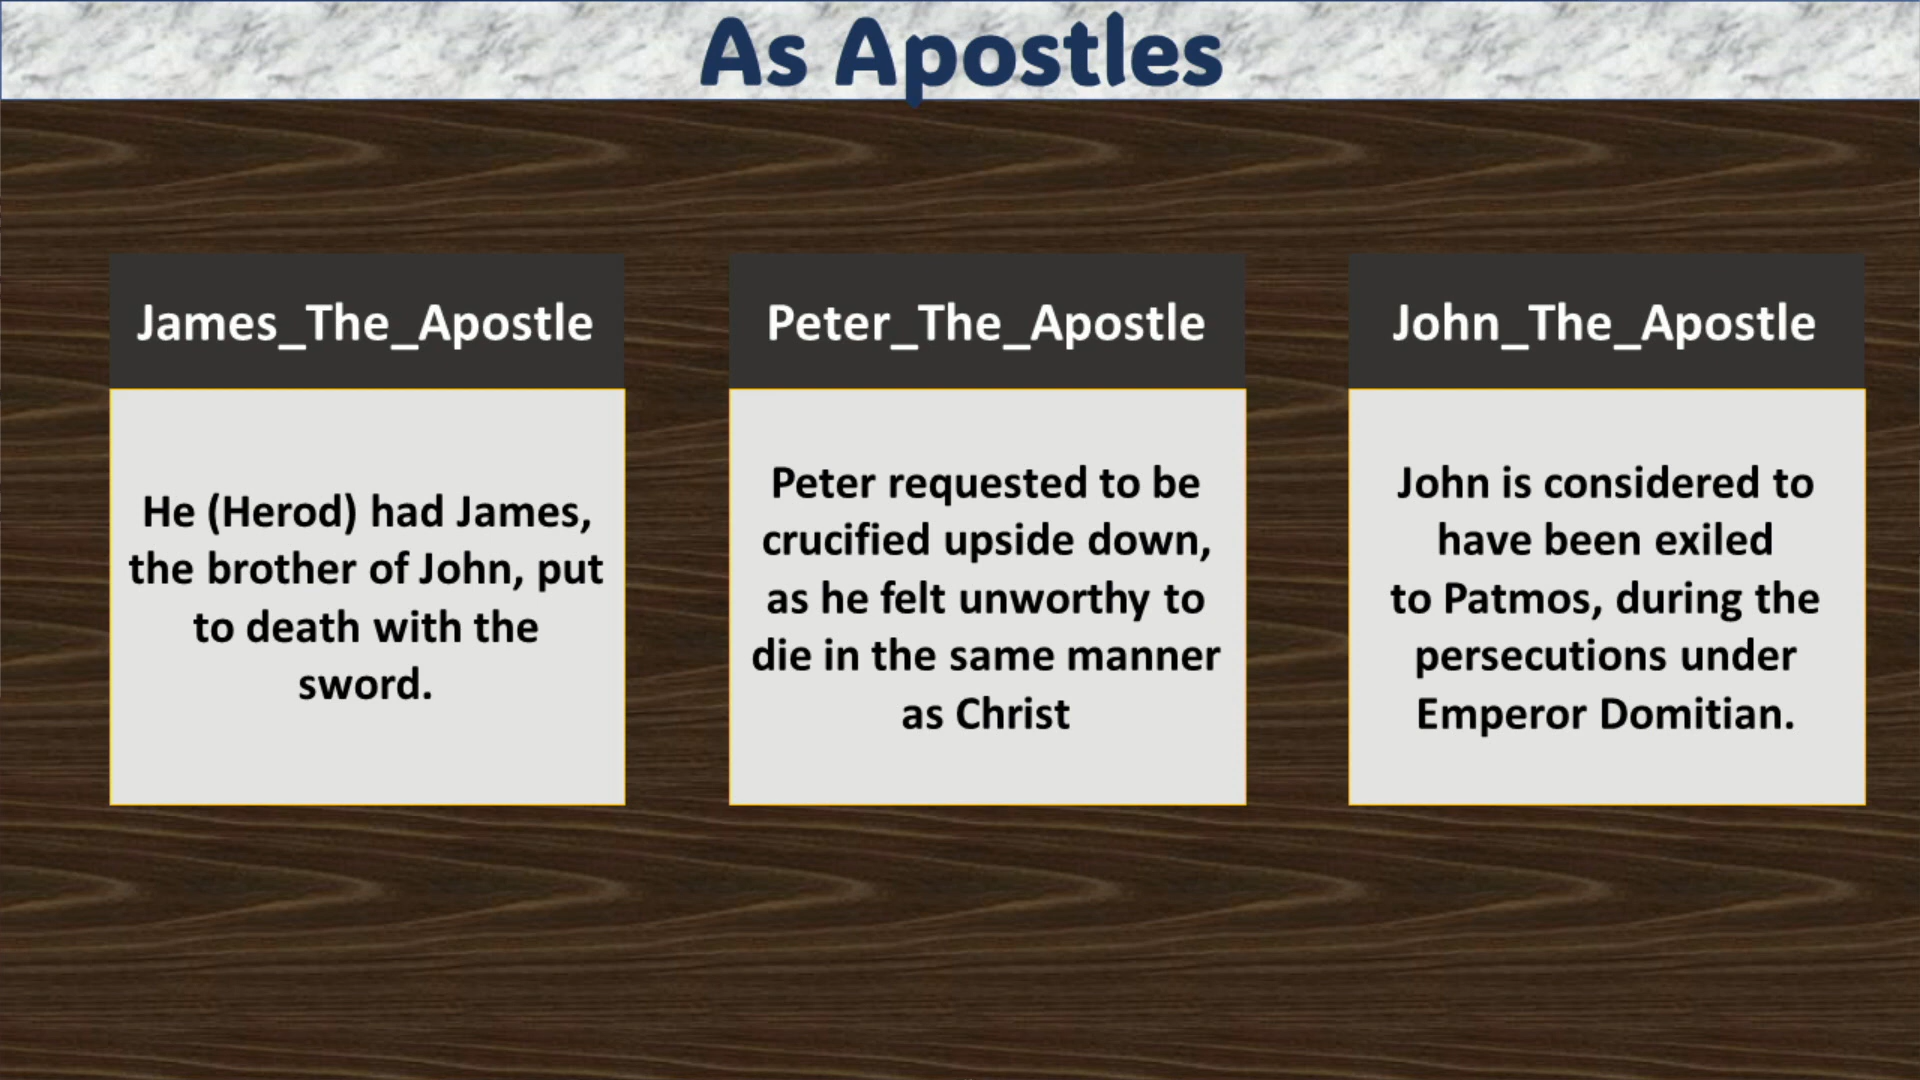 As Apostles
James_The_Apostle
He (Herod) had James,
the brother of John, put
to death with the
sword.
Peter_The_Apostle
Peter requested to be
crucified upside down,
as he felt unworthy to
die in the same manner
as Christ
John_The_Apostle
John is considered to
have been exiled
to Patmos, during the
persecutions under
Emperor Domitian.